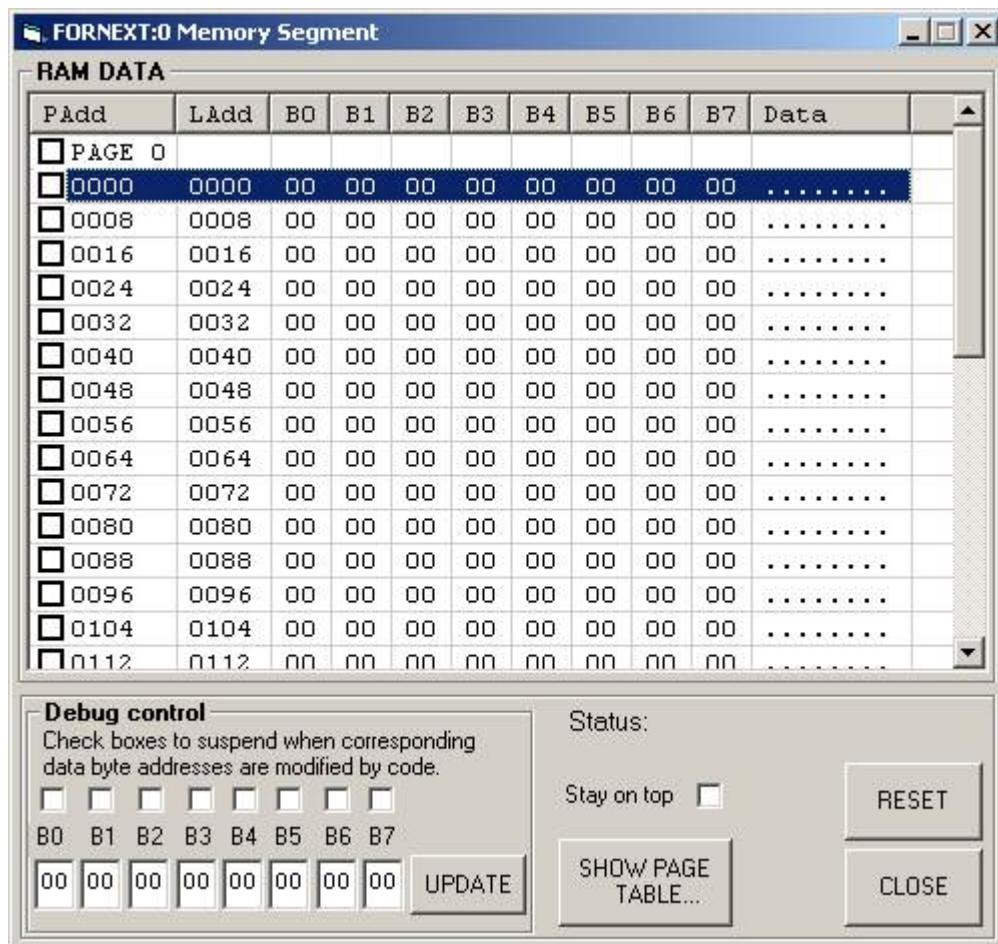 FORNEXT:0 Memory Segment
RAM DATA
PAdd LAdd B0 B1 B2 B3 B4 B5 B6 B7 Data
PAGE 0
0000 0000 00 00 00 00 00 00 00 00 ........
0008 0008 00 00 00 00 00 00 00 00 ........
0016 0016 00 00 00 00 00 00 00 00 ........
0024 0024 00 00 00 00 00 00 00 00 ........
0032 0032 00 00 00 00 00 00 00 00 ........
0040 0040 00 00 00 00 00 00 00 00 ........
0048 0048 00 00 00 00 00 00 00 00 ........
0056 0056 00 00 00 00 00 00 00 00 ........
0064 0064 00 00 00 00 00 00 00 00 ........
0072 0072 00 00 00 00 00 00 00 00 ........
0080 0080 00 00 00 00 00 00 00 00 ........
0088 0088 00 00 00 00 00 00 00 00 ........
0096 0096 00 00 00 00 00 00 00 00 ........
0104 0104 00 00 00 00 00 00 00 00 ........
0112 0112 00 00 00 00 00 00 00 00 ........
Debug control
Check boxes to suspend when corresponding
data byte addresses are modified by code.
B0 B1 B2 B3 B4 B5 B6 B7
00 00 00 00 00 00 00 00 UPDATE
Status:
Stay on top
SHOW PAGE
TABLE...
RESET
CLOSE